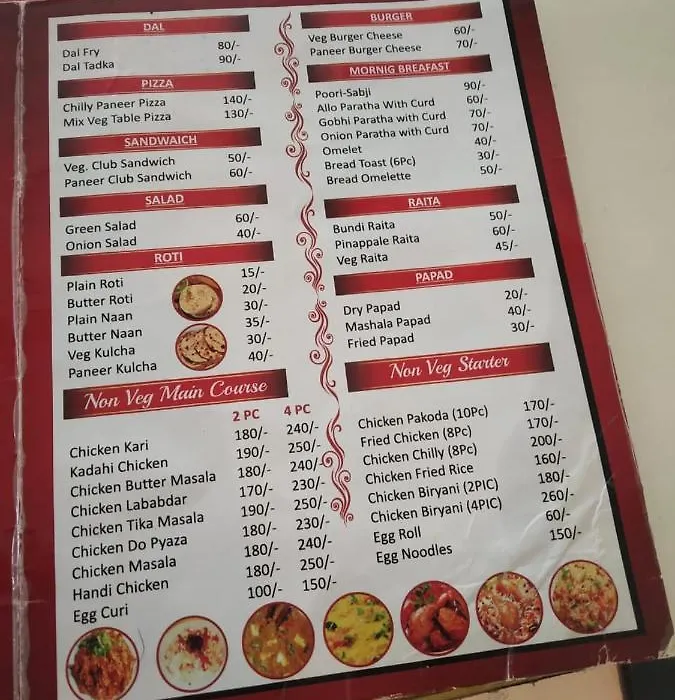 DAL
Dal Fry 80/-
Dal Tadka 90/-
PIZZA
Chilly Paneer Pizza 140/-
Mix Veg Table Pizza 130/-
SANDWAICH
Veg. Club Sandwich 50/-
Paneer Club Sandwich 60/-
SALAD
Green Salad 60/-
Onion Salad 40/-
ROTI
Plain Roti 15/-
Butter Roti 20/-
Plain Naan 30/-
Butter Naan 35/-
Veg Kulcha 30/-
Paneer Kulcha 40/-
Non Veg Main Course
2 PC 4 PC
Chicken Kari 180/- 240/-
Kadahi Chicken 190/- 250/-
Chicken Butter Masala 180/- 240/-
Chicken Lababdar 170/- 230/-
Chicken Tika Masala 190/- 250/-
Chicken Do Pyaza 180/- 230/-
Chicken Masala 180/- 240/-
Handi Chicken 180/- 250/-
Egg Curi 100/- 150/-
BURGER
Veg Burger Cheese 60/-
Paneer Burger Cheese 70/-
MORNIG BREAFAST
Poori-Sabji 90/-
Allo Paratha With Curd 60/-
Gobhi Paratha with Curd 70/-
Onion Paratha with Curd 70/-
Omelet 40/-
Bread Toast (6Pc) 30/-
Bread Omelette 50/-
RAITA
Bundi Raita 50/-
Pinappale Raita 60/-
Veg Raita 45/-
PAPAD
Dry Papad 20/-
Mashala Papad 40/-
Fried Papad 30/-
Non Veg Starter
Chicken Pakoda (10Pc) 170/-
Fried Chicken (8Pc) 170/-
Chicken Chilly (8Pc) 200/-
Chicken Fried Rice 160/-
Chicken Biryani (2PIC) 180/-
Chicken Biryani (4PIC) 260/-
Egg Roll 60/-
Egg Noodles 150/-